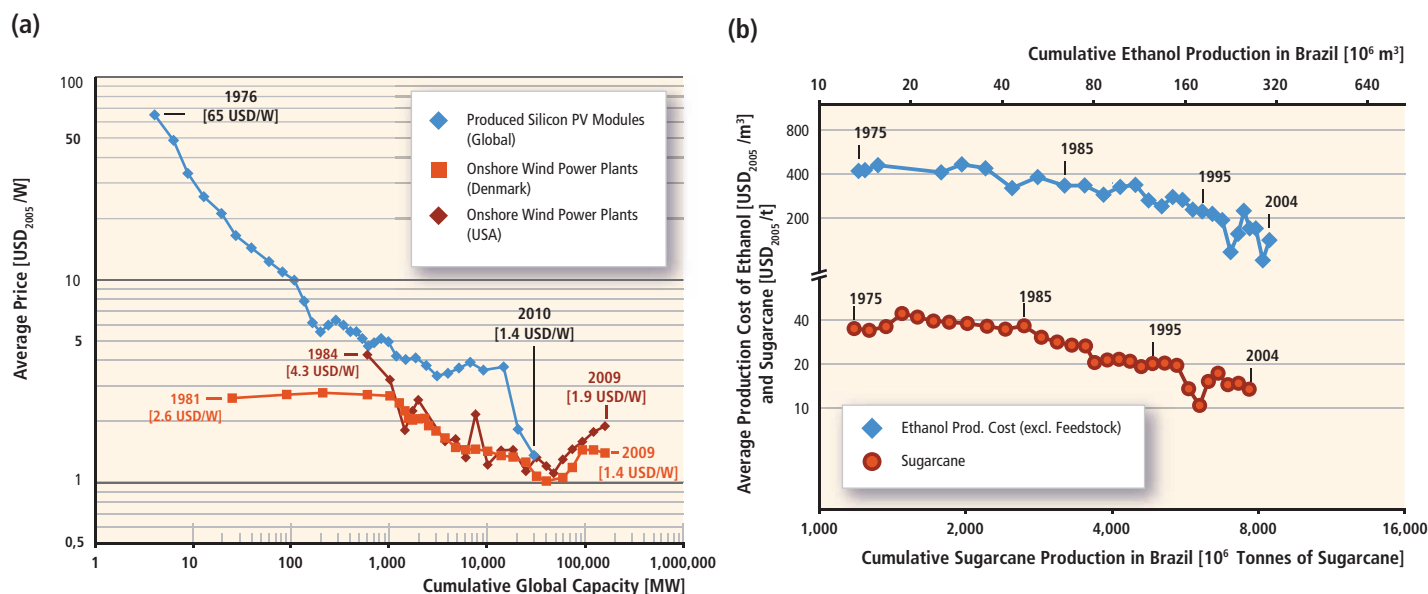 (a)
100
50
10
5
1
0,5
Average Price [USD2005 /W]
1976
[65 USD/W]
Produced Silicon PV Modules
(Global)
Onshore Wind Power Plants
(Denmark)
Onshore Wind Power Plants
(USA)
2010
[1.4 USD/W]
1984
[4.3 USD/W]
1981
[2.6 USD/W]
2009
[1.9 USD/W]
2009
[1.4 USD/W]
1
10
100
1,000
10,000
100,000
1,000,000
Cumulative Global Capacity [MW]
(b)
Cumulative Ethanol Production in Brazil [10⁶ m³]
10
20
40
80
160
320
640
Average Production Cost of Ethanol [USD2005 /m³]
and Sugarcane [USD2005 /t]
800
400
200
40
20
10
1975
1985
1995
2004
1975
1985
1995
2004
Ethanol Prod. Cost (excl. Feedstock)
Sugarcane
1,000
2,000
4,000
8,000
16,000
Cumulative Sugarcane Production in Brazil [10⁶ Tonnes of Sugarcane]